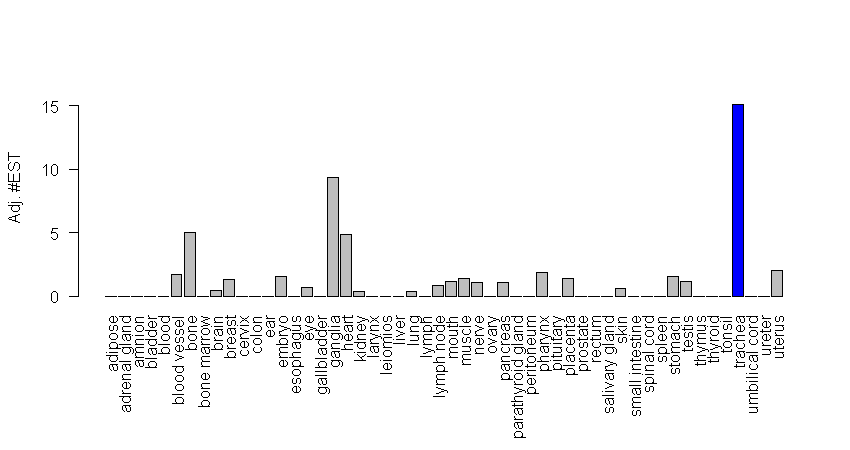 Adj. #EST
15
10
5
0
adipose
adrenal gland
amnion
bladder
blood
blood vessel
bone
bone marrow
brain
breast
cervix
colon
ear
embryo
esophagus
eye
gallbladder
ganglia
heart
kidney
larynx
leiomios
liver
lung
lymph
lymph node
mouth
muscle
nerve
ovary
pancreas
parathyroid gland
peritoneum
pharynx
pituitary
placenta
prostate
rectum
salivary gland
skin
small intestine
spinal cord
spleen
stomach
testis
thymus
thyroid
tonsil
trachea
umbilical cord
ureter
uterus